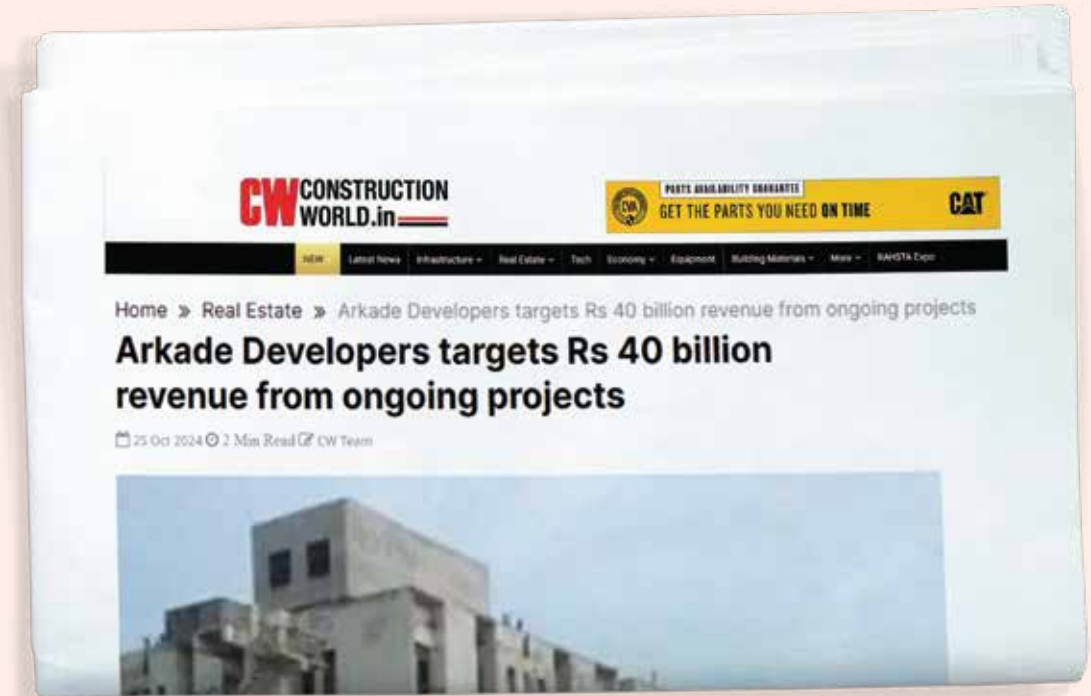 CW CONSTRUCTION
WORLD.in
PARTS AVAILABILITY GUARANTEE
CVA GET THE PARTS YOU NEED ON TIME CAT
NEW Latest News Infrastructure Real Estate Tech Economy Equipment Building Materials More RAHSTA Expo
Home » Real Estate » Arkade Developers targets Rs 40 billion revenue from ongoing projects
Arkade Developers targets Rs 40 billion
revenue from ongoing projects
25 Oct 2024 2 Min Read CW Team